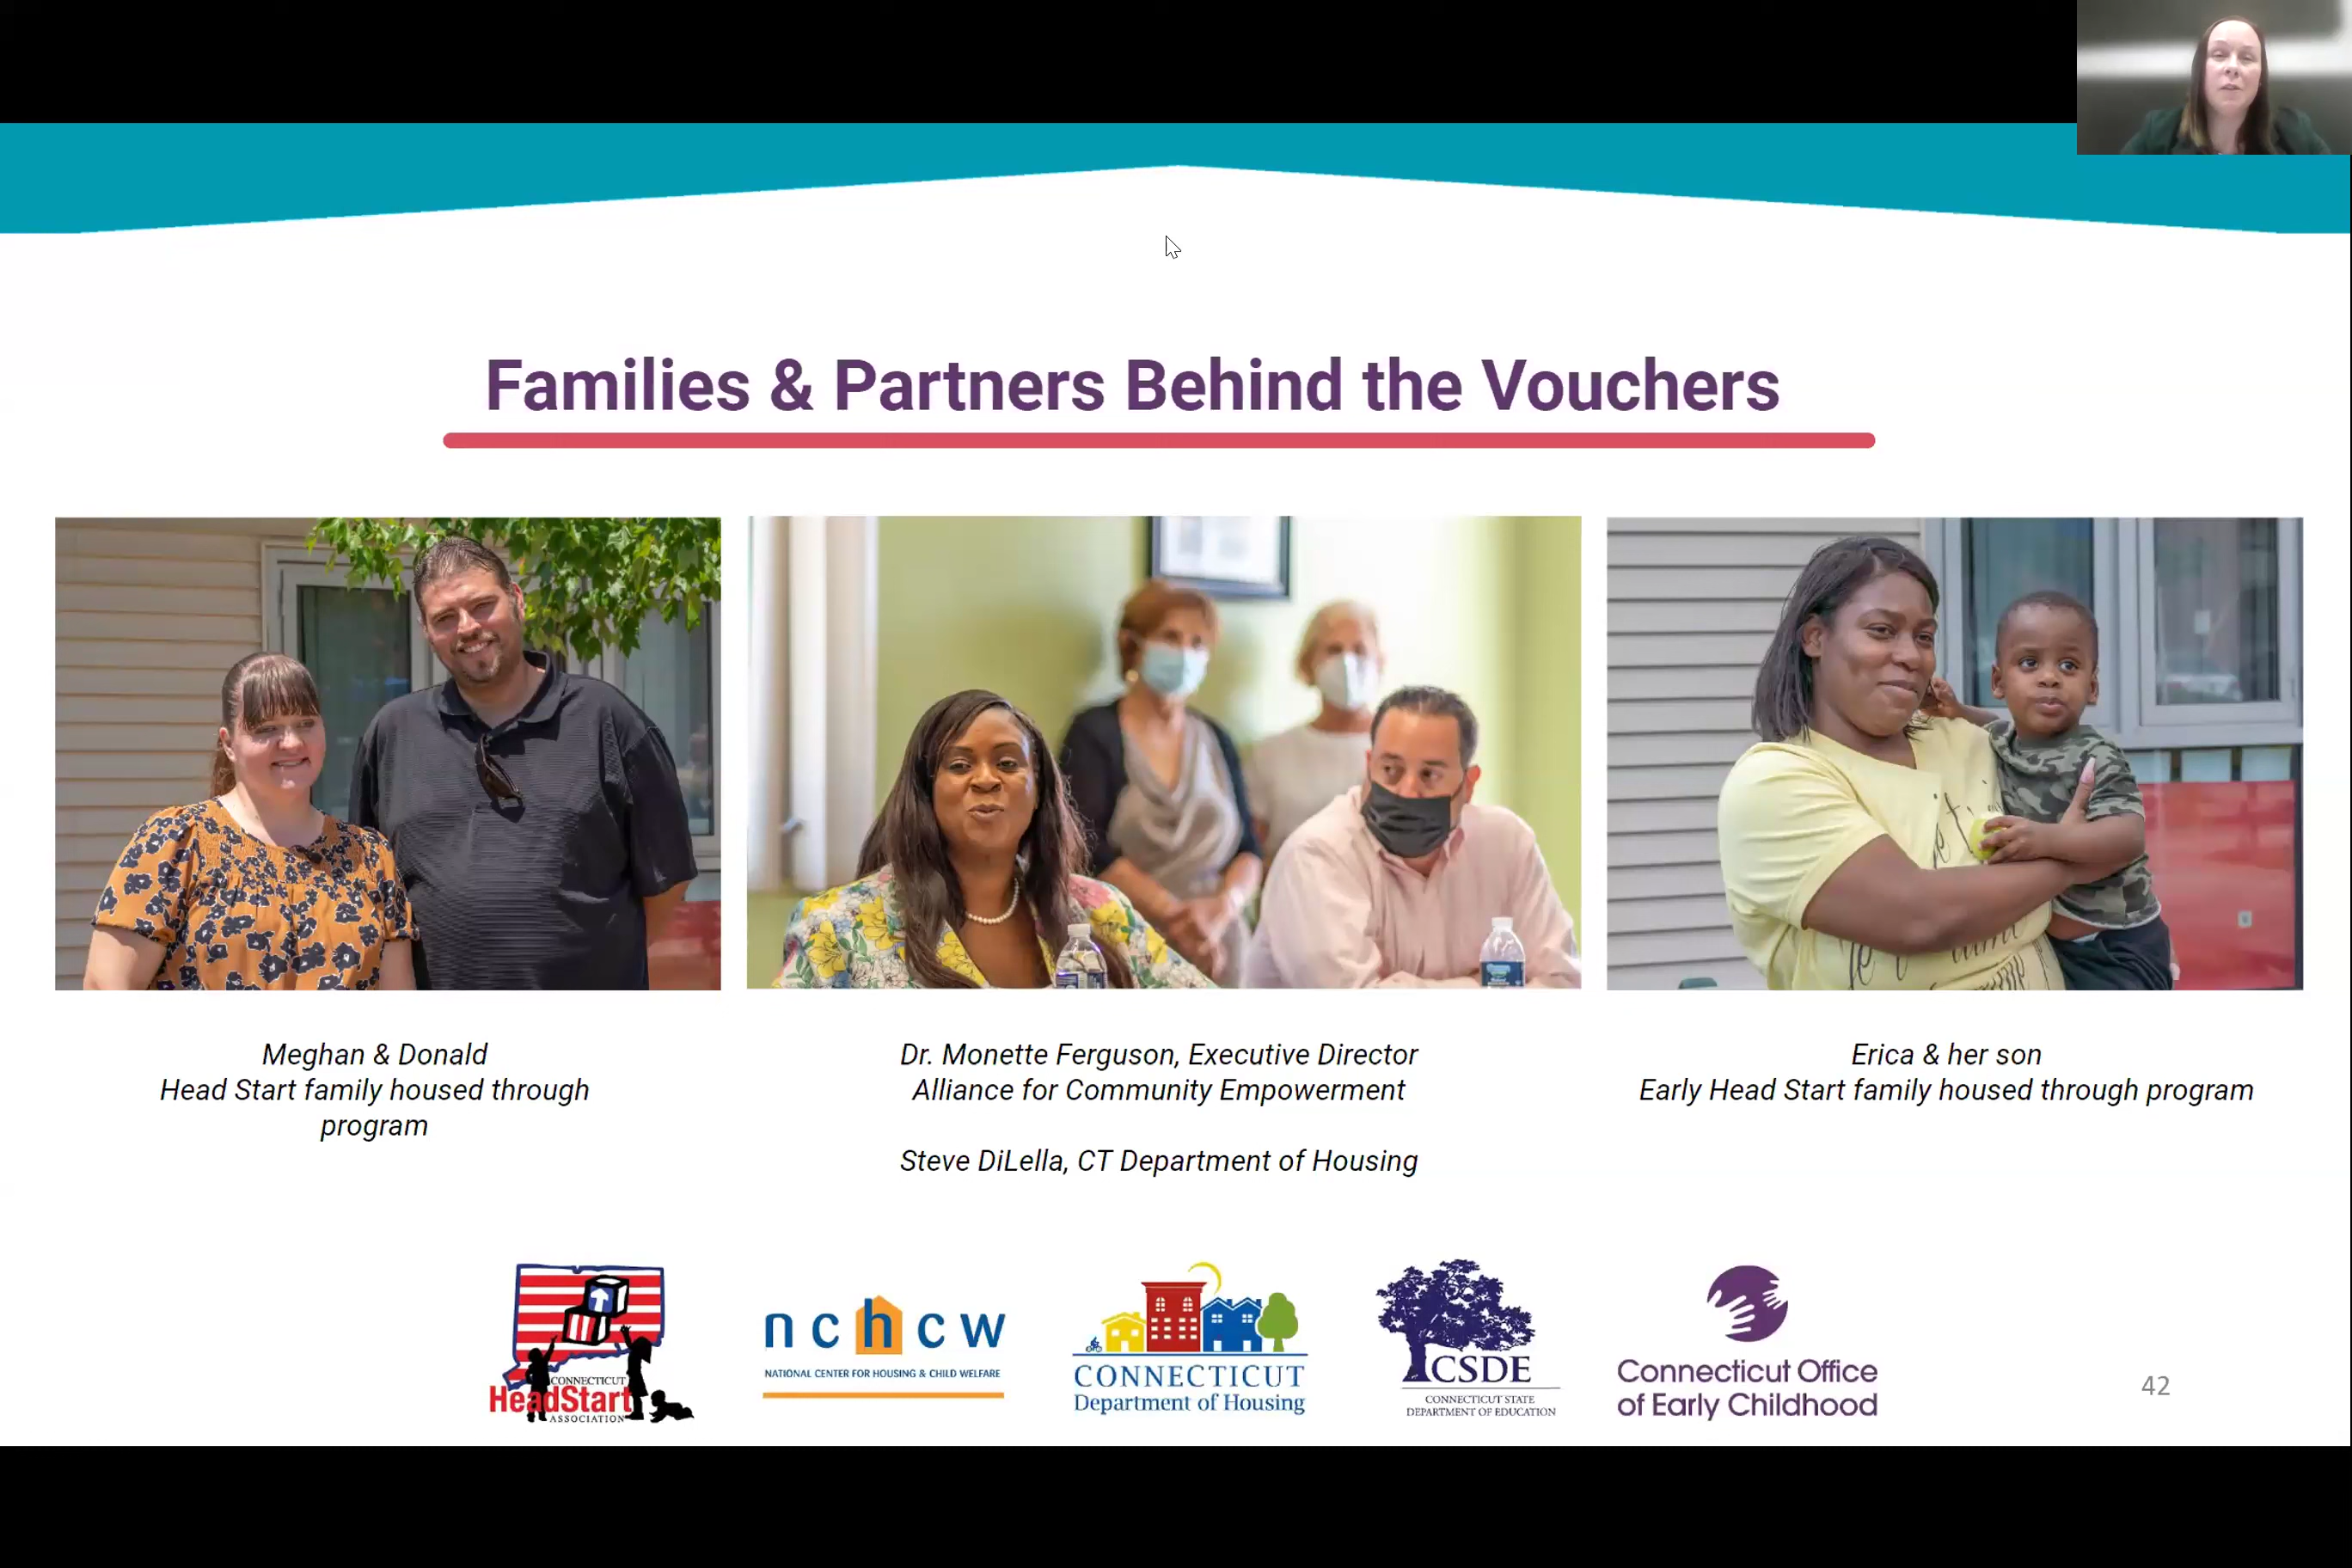 Families & Partners Behind the Vouchers
Meghan & Donald
Head Start family housed through
program
Dr. Monette Ferguson, Executive Director
Alliance for Community Empowerment
Steve DiLella, CT Department of Housing
Erica & her son
Early Head Start family housed through program
CONNECTICUT
HeadStart
ASSOCIATION
nchcw
NATIONAL CENTER FOR HOUSING & CHILD WELFARE
CONNECTICUT
Department of Housing
CSDE
CONNECTICUT STATE
DEPARTMENT OF EDUCATION
Connecticut Office
of Early Childhood
42